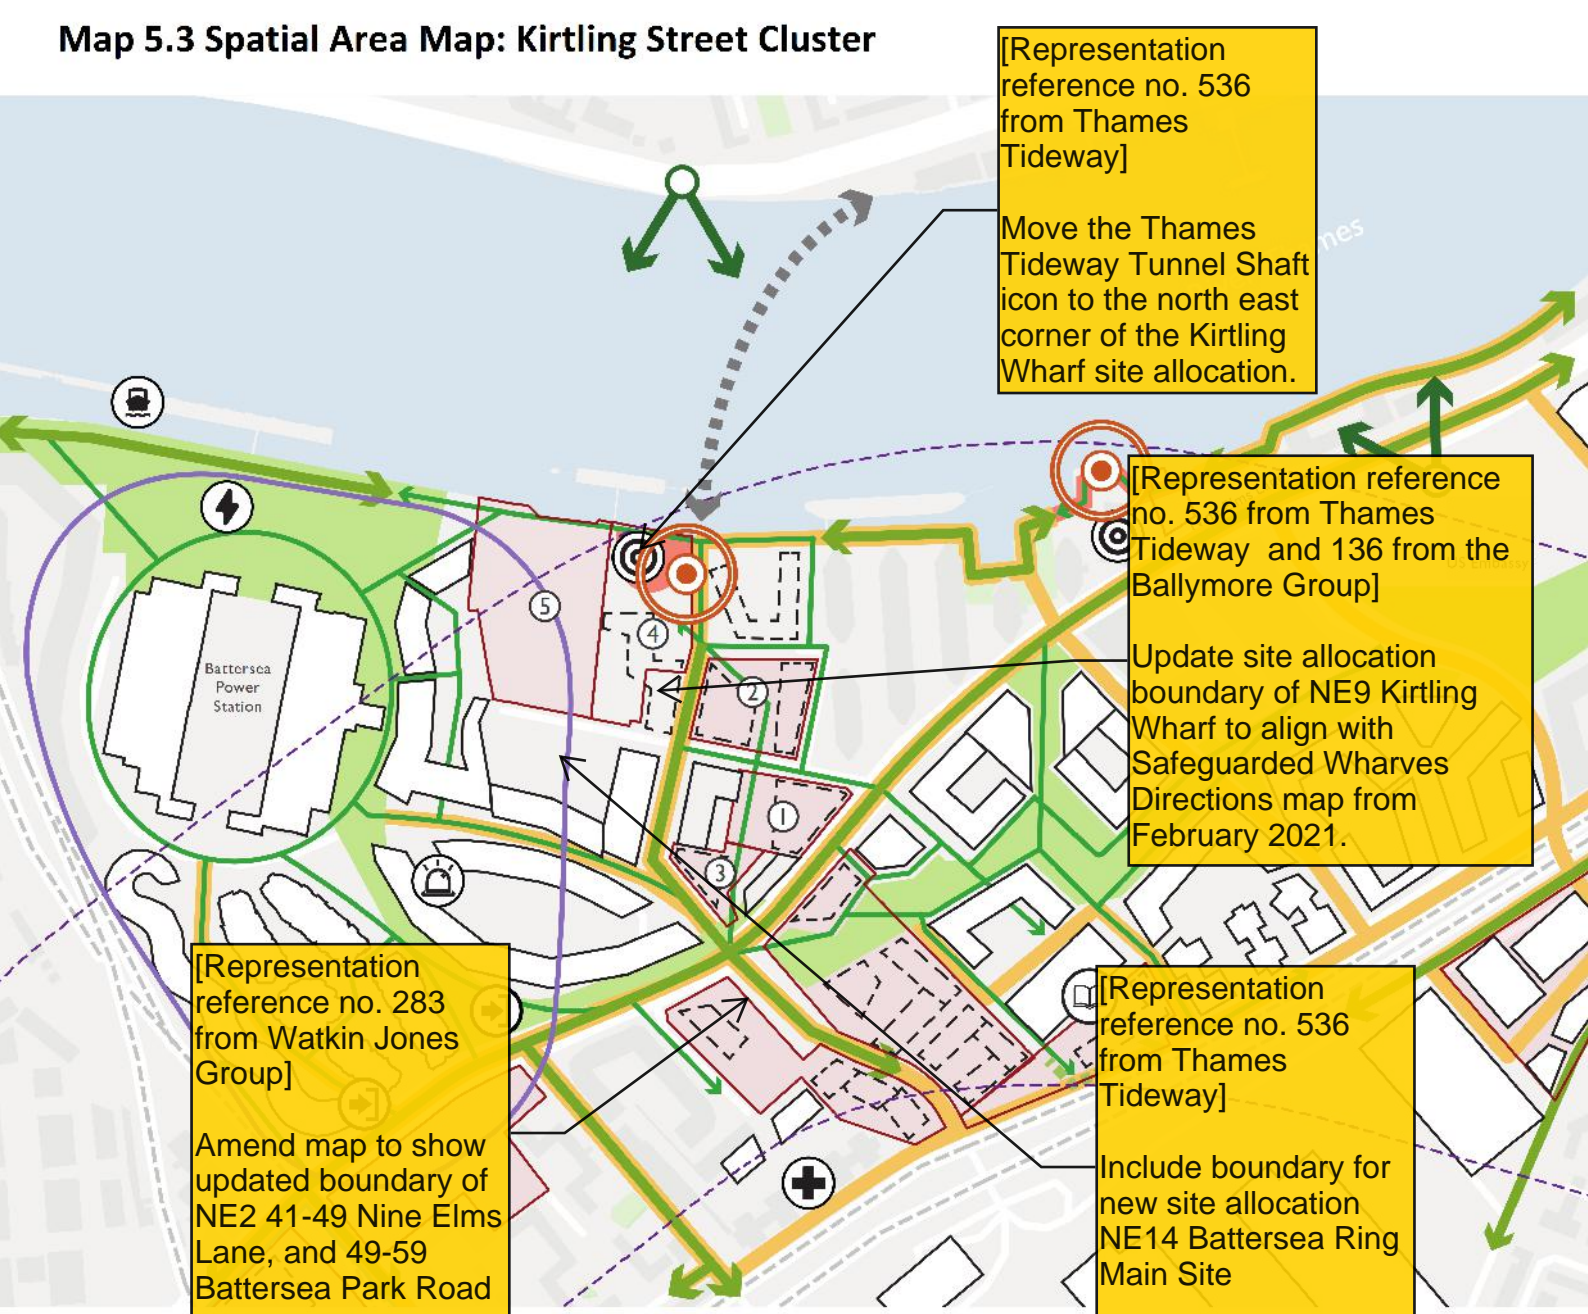 Map 5.3 Spatial Area Map: Kirtling Street Cluster
[Representation
reference no. 536
from Thames
Tideway]
Move the Thames
Tideway Tunnel Shaft
icon to the north east
corner of the Kirtling
Wharf site allocation.
mes
[Representation reference
no. 536 from Thames
Tideway and 136 from the
Ballymore Group]
US Embassy
Update site allocation
boundary of NE9 Kirtling
Wharf to align with
Safeguarded Wharves
Directions map from
February 2021.
5
4
2
1
3
Battersea
Power
Station
[Representation
reference no. 283
from Watkin Jones
Group]
Amend map to show
updated boundary of
NE2 41-49 Nine Elms
Lane, and 49-59
Battersea Park Road
[Representation
reference no. 536
from Thames
Tideway]
Include boundary for
new site allocation
NE14 Battersea Ring
Main Site